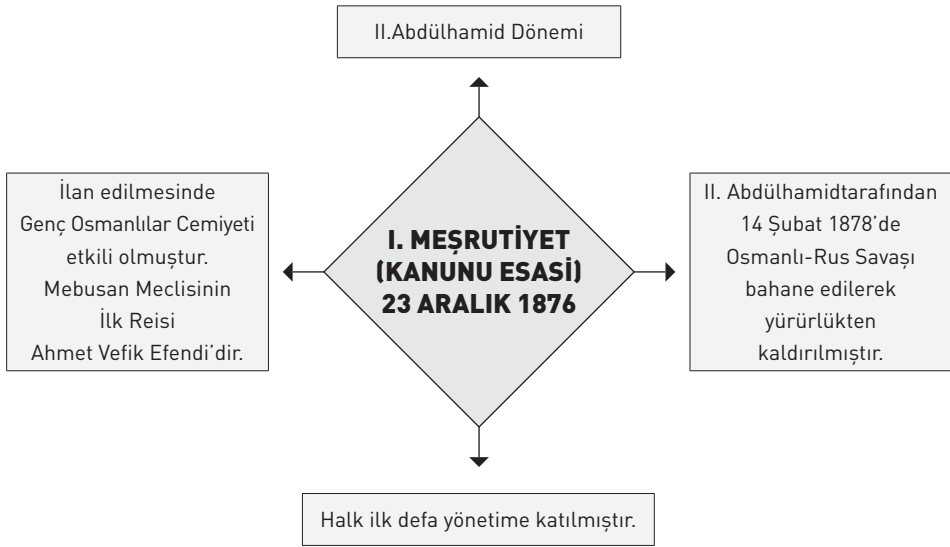 II.Abdülhamid Dönemi
İlan edilmesinde
Genç Osmanlılar Cemiyeti
etkili olmuştur.
Mebusan Meclisinin
İlk Reisi
Ahmet Vefik Efendi'dir.
I. MEŞRUTİYET
(KANUNU ESASİ)
23 ARALIK 1876
II. Abdülhamidtarafından
14 Şubat 1878'de
Osmanlı-Rus Savaşı
bahane edilerek
yürürlükten
kaldırılmıştır.
Halk ilk defa yönetime katılmıştır.